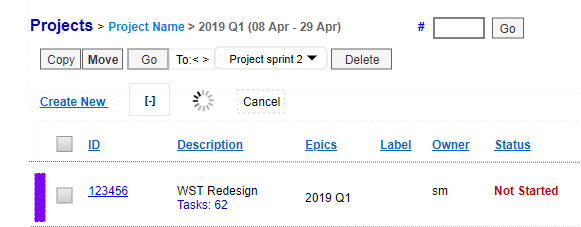 Projects > Project Name > 2019 Q1 (08 Apr - 29 Apr) # Go
Copy Move Go To:< > Project sprint 2 Delete
Create New [-] Cancel
ID Description Epics Label Owner Status
123456 WST Redesign 2019 Q1 sm Not Started
Tasks: 62